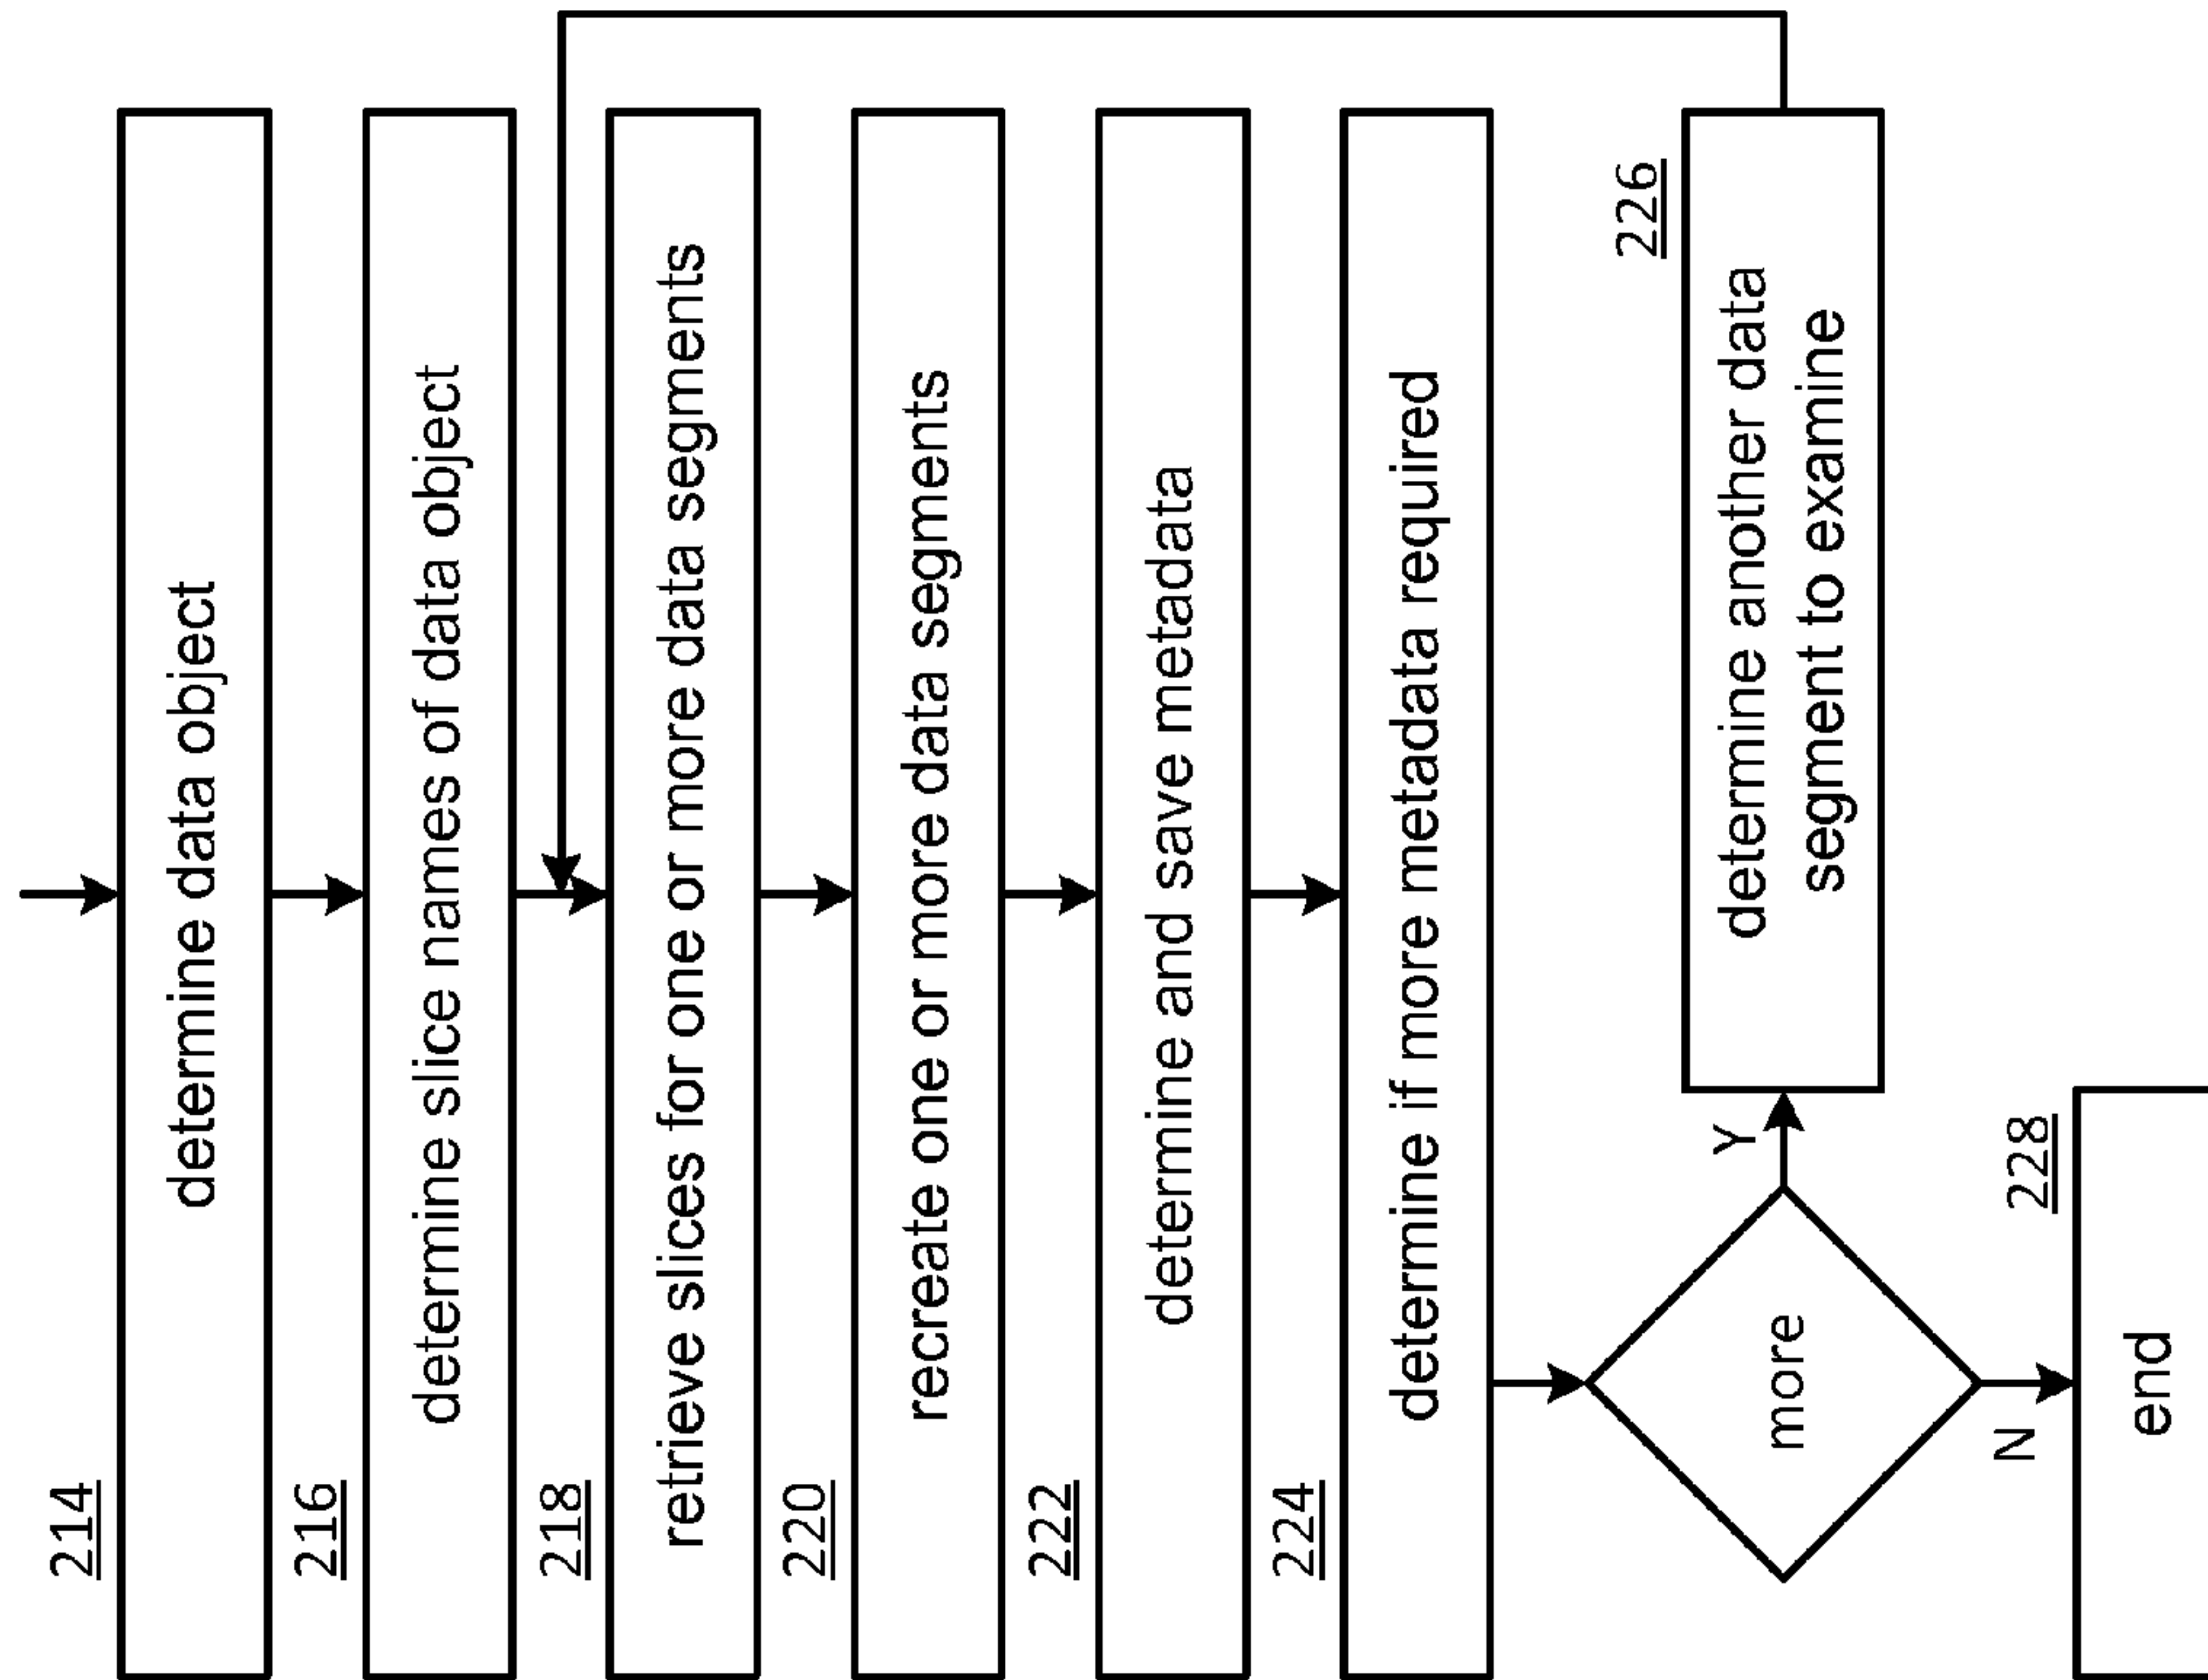 214
determine data object
216
determine slice names of data object
218
retrieve slices for one or more data segments
220
recreate one or more data segments
222
determine and save metadata
224
determine if more metadata required
more
Y
226
determine another data
segment to examine
N
228
end